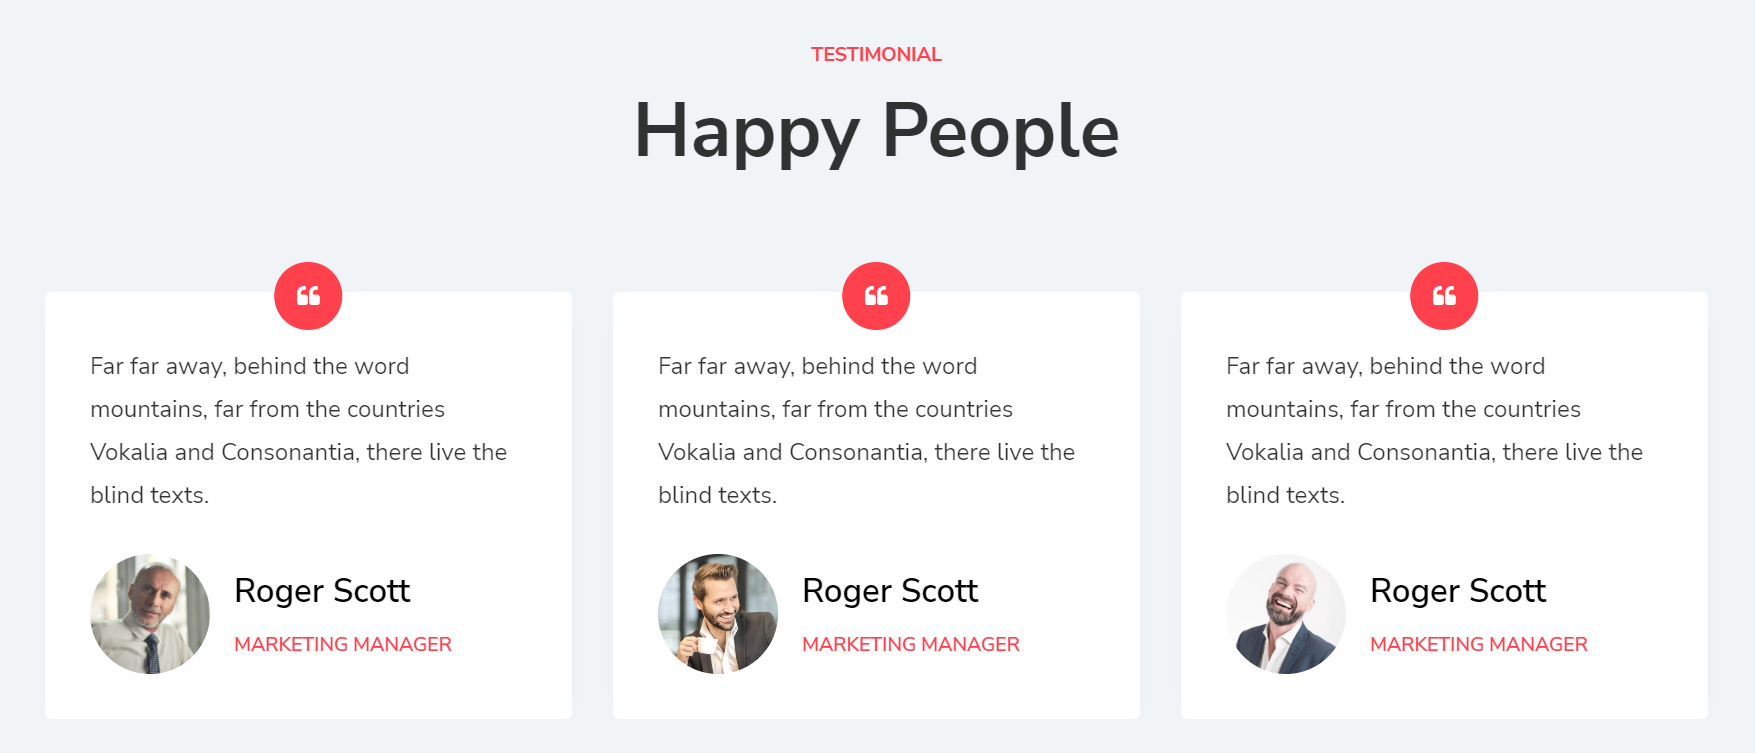 TESTIMONIAL
Happy People
Far far away, behind the word
mountains, far from the countries
Vokalia and Consonantia, there live the
blind texts.
Roger Scott
MARKETING MANAGER
Far far away, behind the word
mountains, far from the countries
Vokalia and Consonantia, there live the
blind texts.
Roger Scott
MARKETING MANAGER
Far far away, behind the word
mountains, far from the countries
Vokalia and Consonantia, there live the
blind texts.
Roger Scott
MARKETING MANAGER